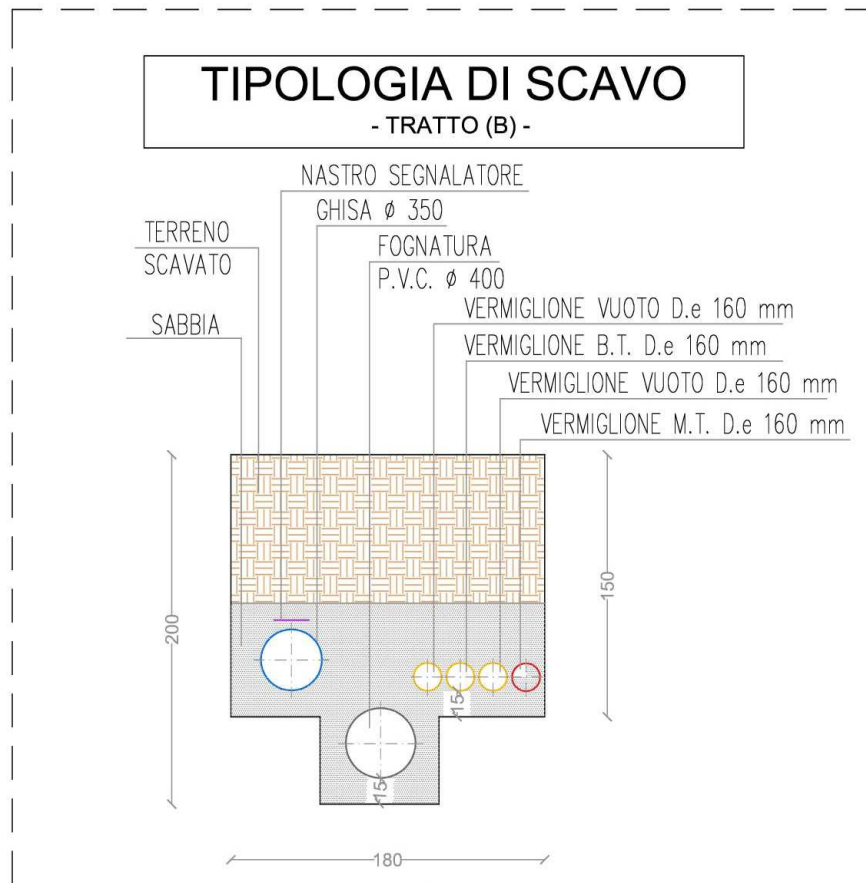 TIPOLOGIA DI SCAVO
- TRATTO (B) -
NASTRO SEGNALATORE
GHISA ϕ 350
TERRENO
SCAVATO
FOGNATURA
P.V.C. ϕ 400
SABBIA
VERMIGLIONE VUOTO D.e 160 mm
VERMIGLIONE B.T. D.e 160 mm
VERMIGLIONE VUOTO D.e 160 mm
VERMIGLIONE M.T. D.e 160 mm
200
150
15
15
180